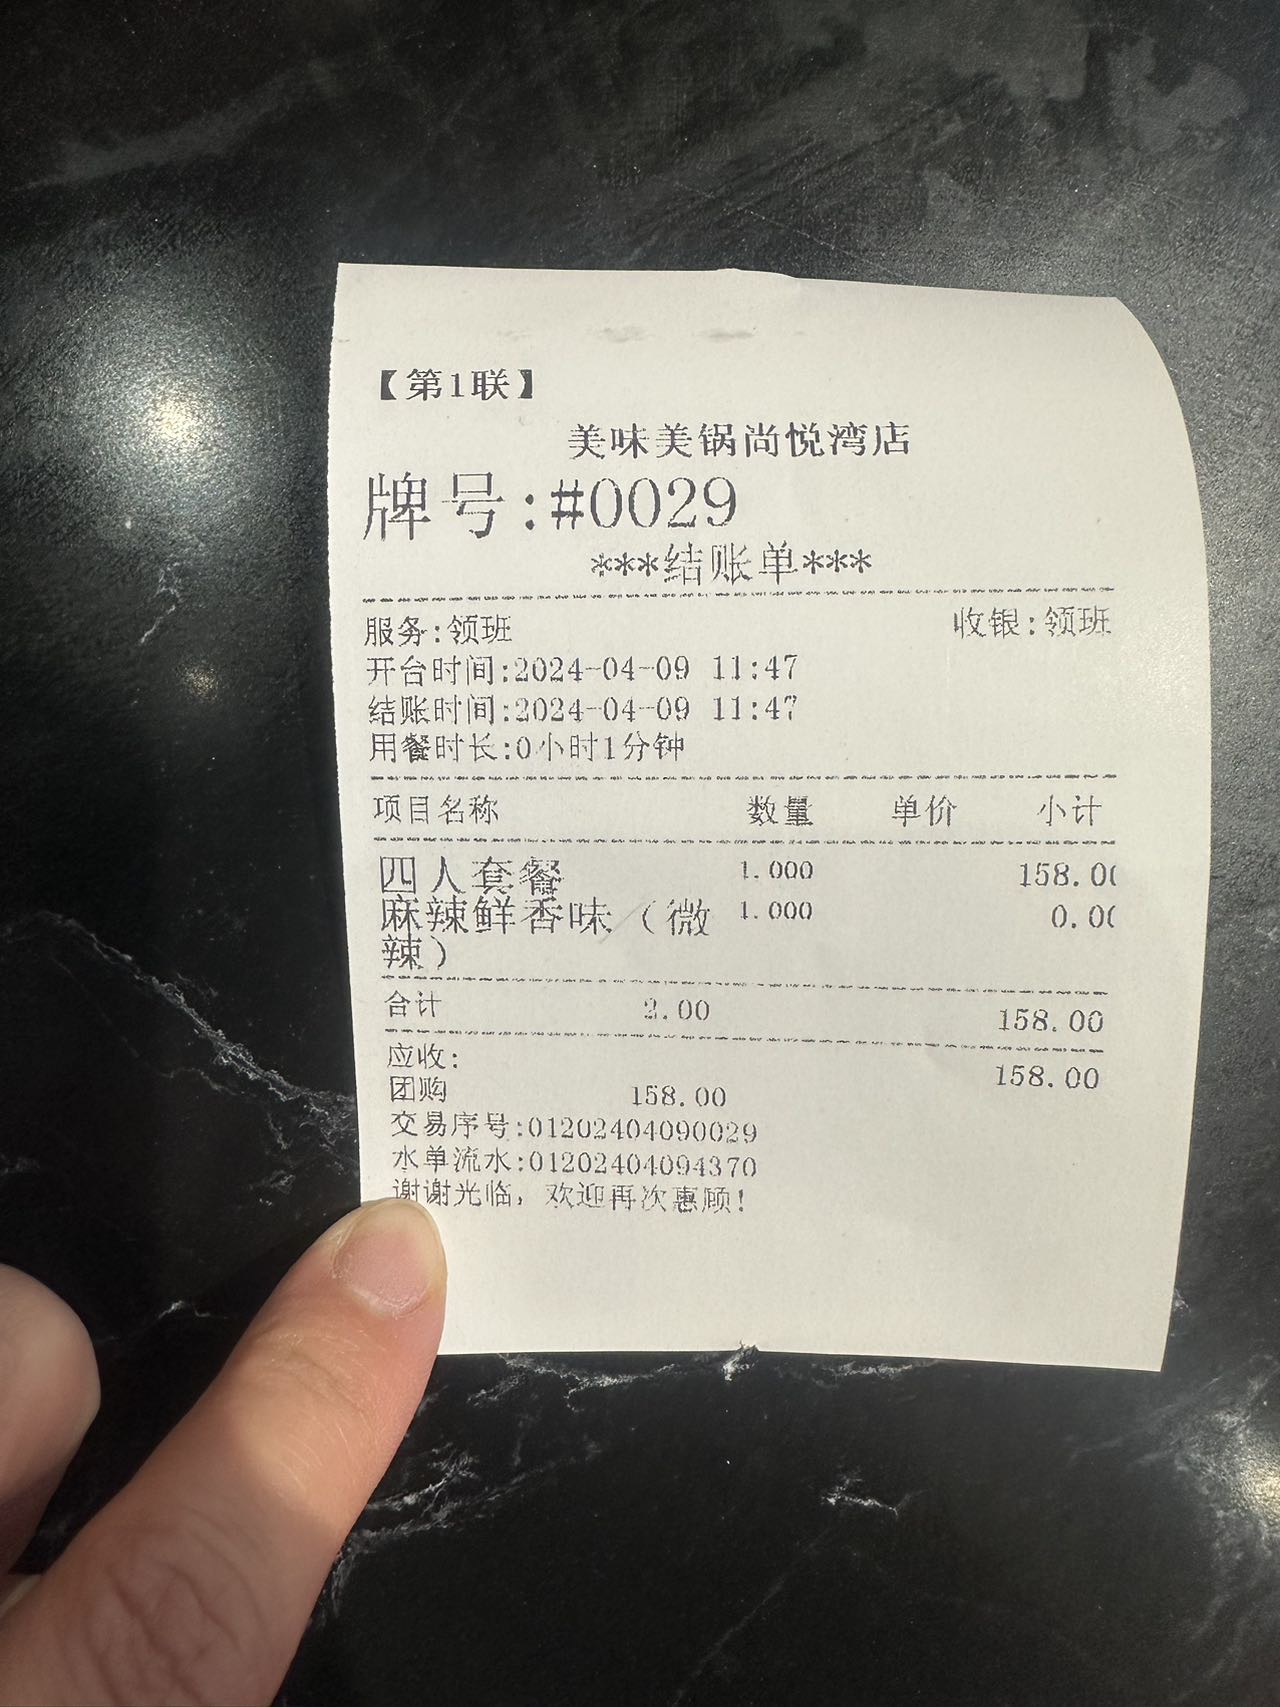 【第1联】
美味美锅尚悦湾店
牌号:#0029
***结账单***
服务:领班 收银:领班
开台时间:2024-04-09 11:47
结账时间:2024-04-09 11:47
用餐时长:0小时1分钟
项目名称 数量 单价 小计
四人套餐 1.000 158.00
麻辣鲜香味（微 1.000 0.00
辣）
合计 2.00 158.00
应收: 158.00
团购 158.00
交易序号:01202404090029
水单流水:01202404094370
谢谢光临，欢迎再次惠顾!